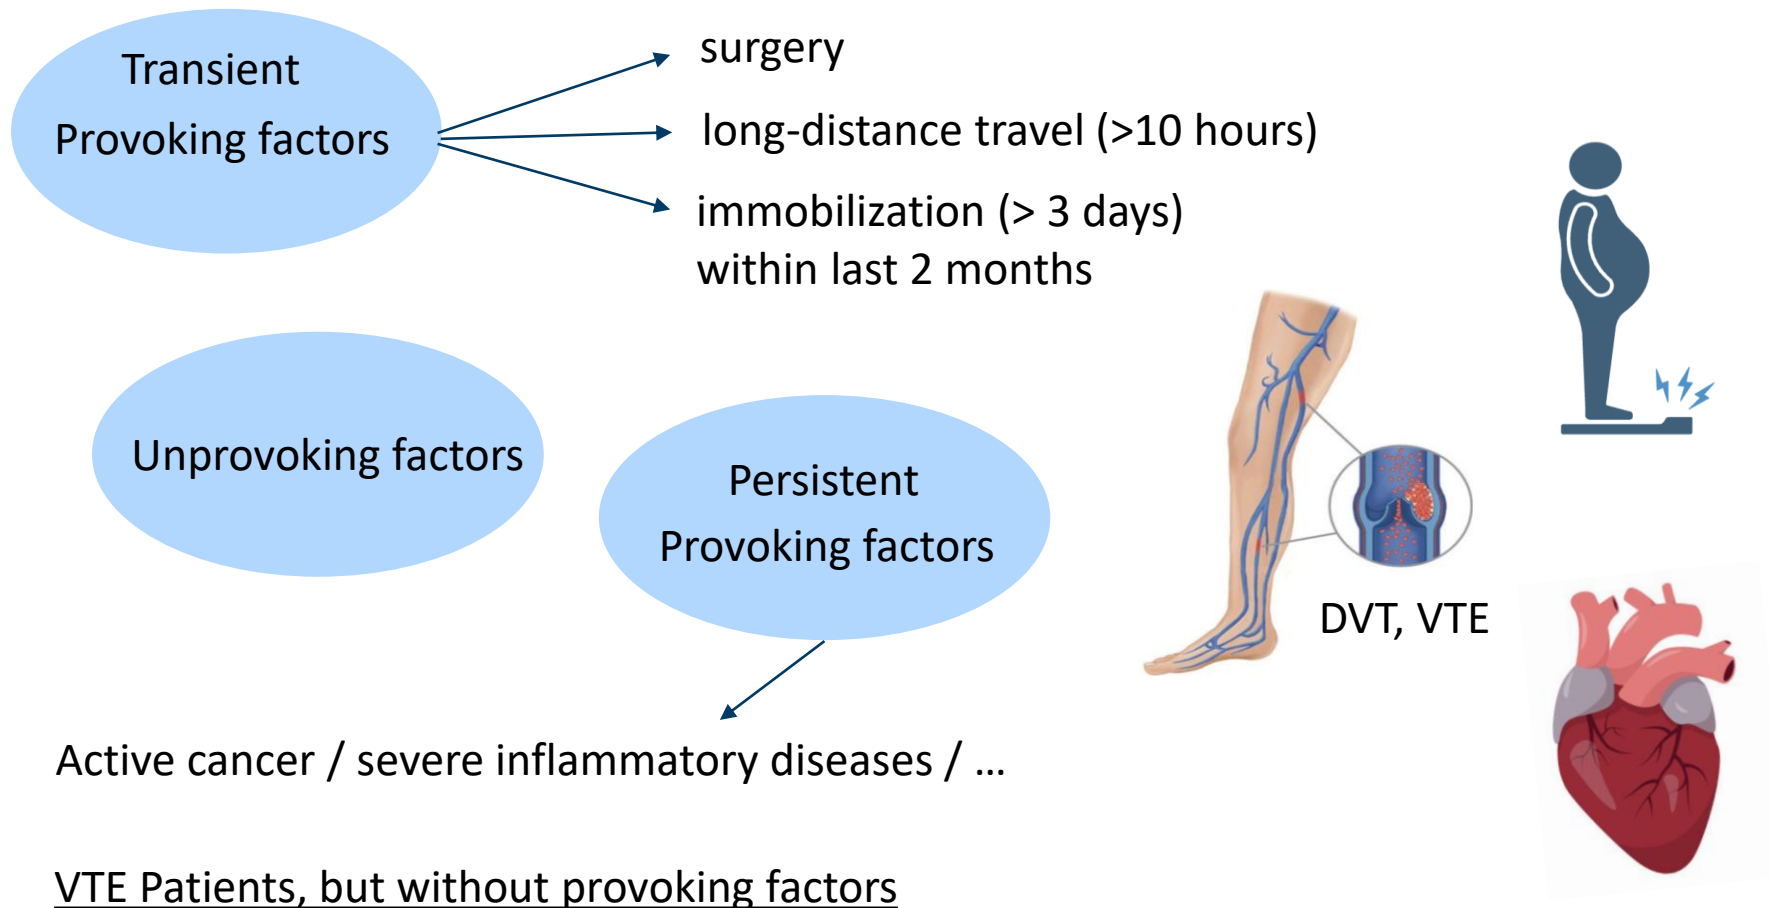 Transient
Provoking factors
surgery
long-distance travel (>10 hours)
immobilization (> 3 days)
within last 2 months
Unprovoking factors
Persistent
Provoking factors
DVT, VTE
Active cancer / severe inflammatory diseases / …
VTE Patients, but without provoking factors